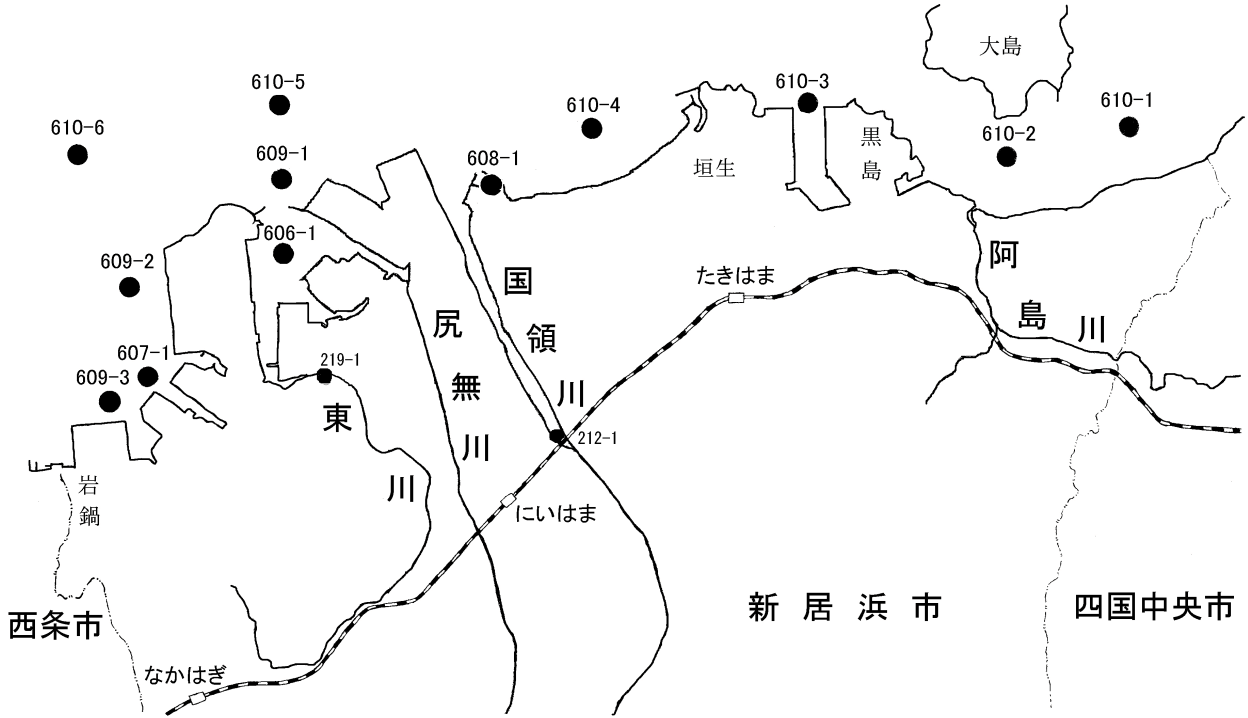 大島
610-5
610-3
610-1
610-4
610-6
610-2
黒島
609-1
608-1
垣生
606-1
阿島川
609-2
国領川
たきはま
尻無川
607-1
219-1
609-3
東川
212-1
岩鍋
にいはま
西条市
新居浜市
四国中央市
なかはぎ